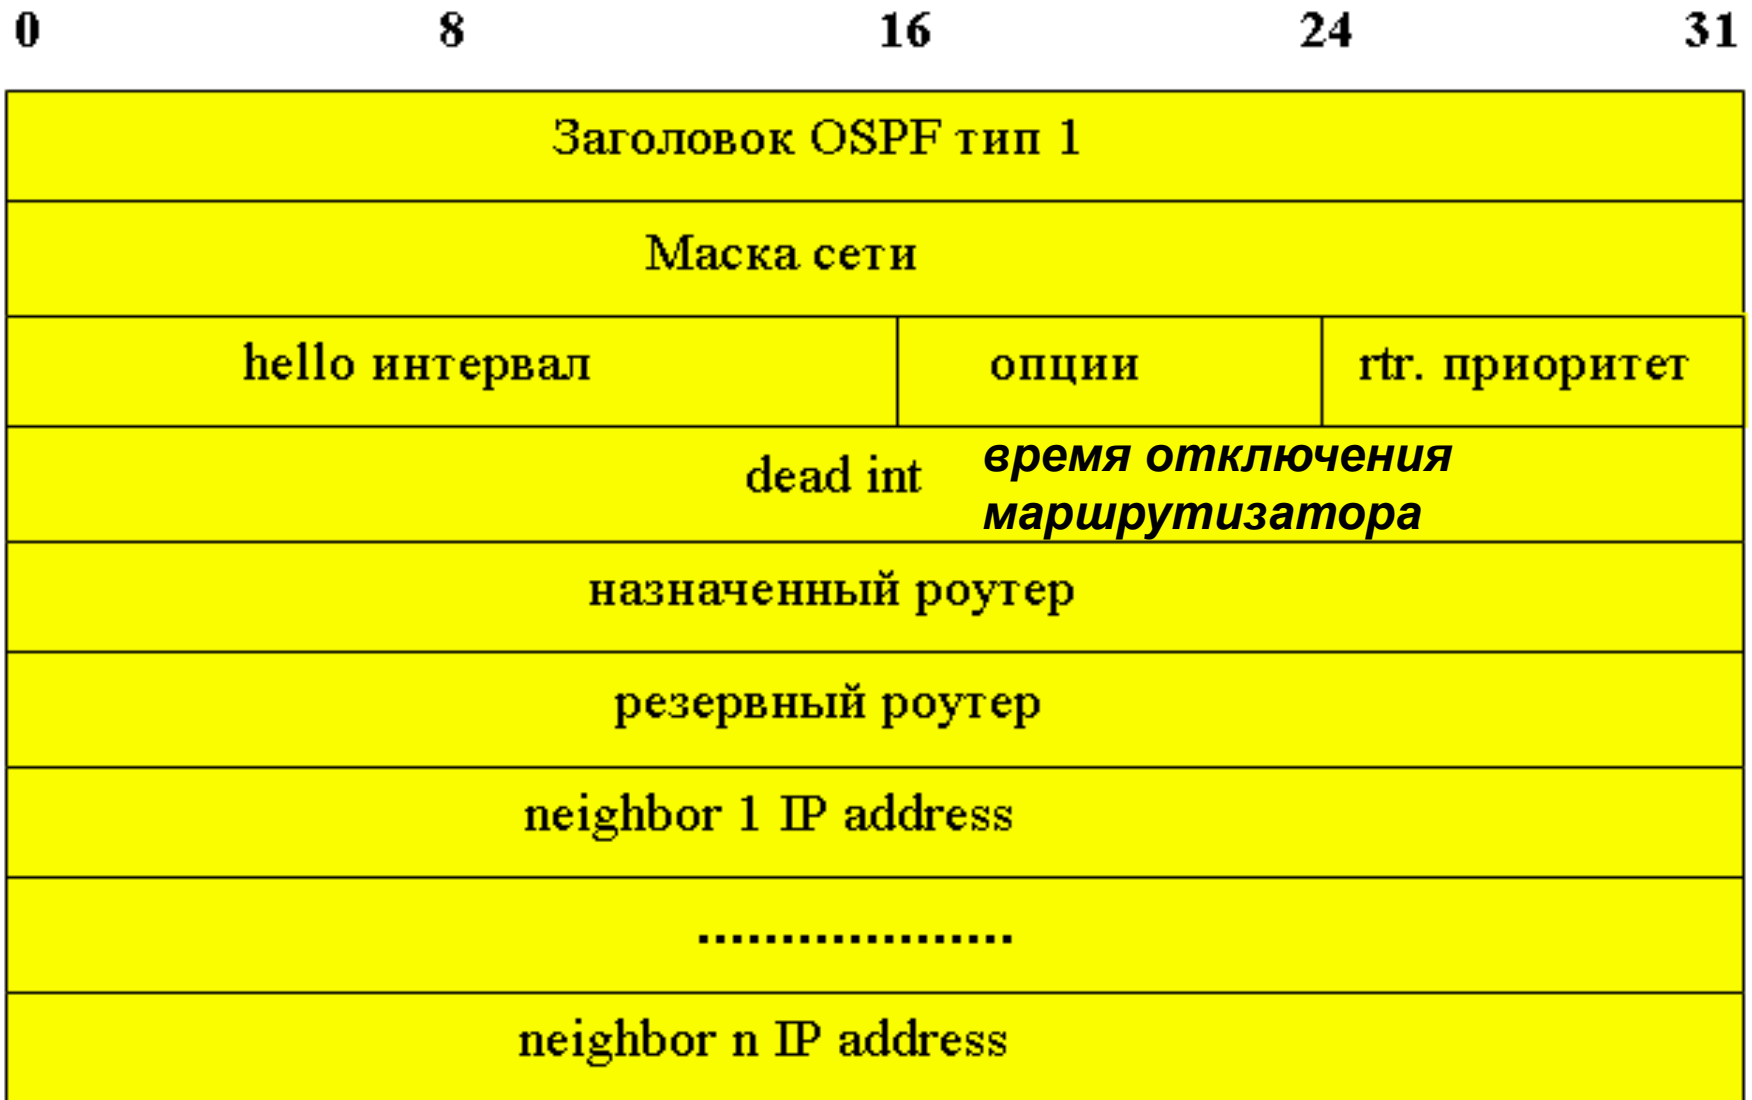 0 8 16 24 31
Заголовок OSPF тип 1
Маска сети
hello интервал опции rtr. приоритет
dead int время отключения
маршрутизатора
назначенный роутер
резервный роутер
neighbor 1 IP address
...................
neighbor n IP address